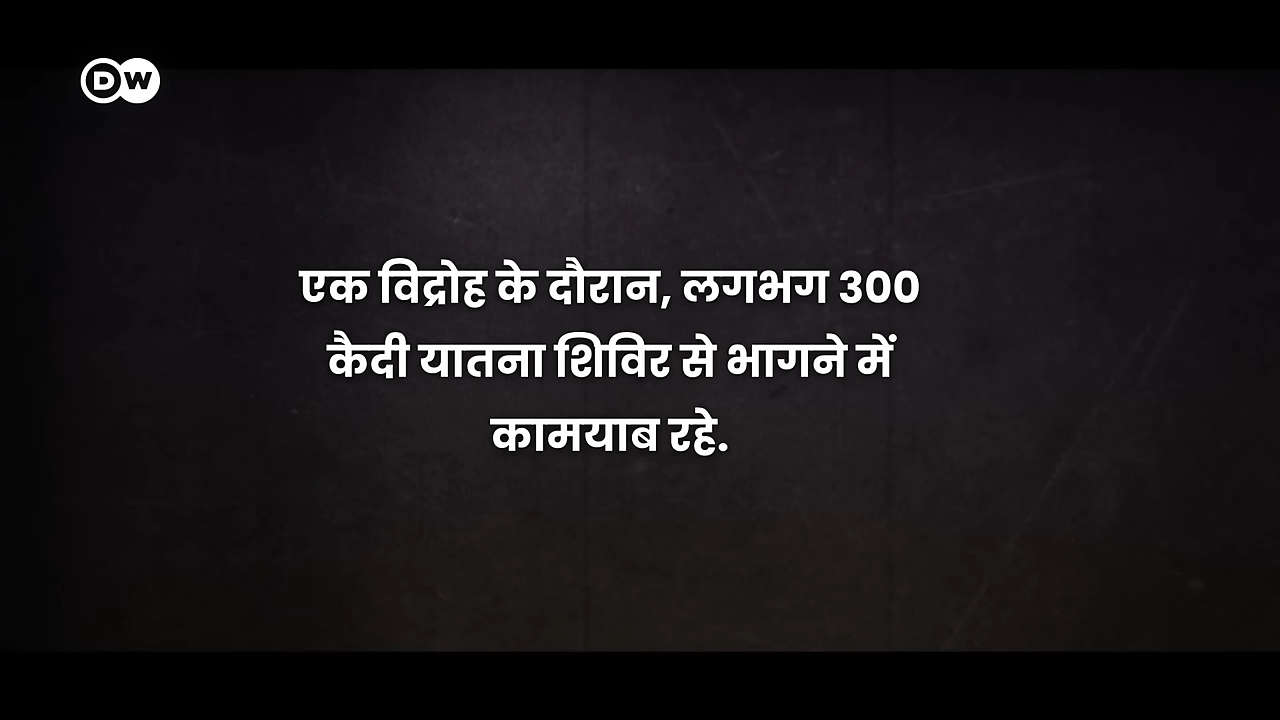 DW
एक विद्रोह के दौरान, लगभग 300
कैदी यातना शिविर से भागने में
कामयाब रहे.